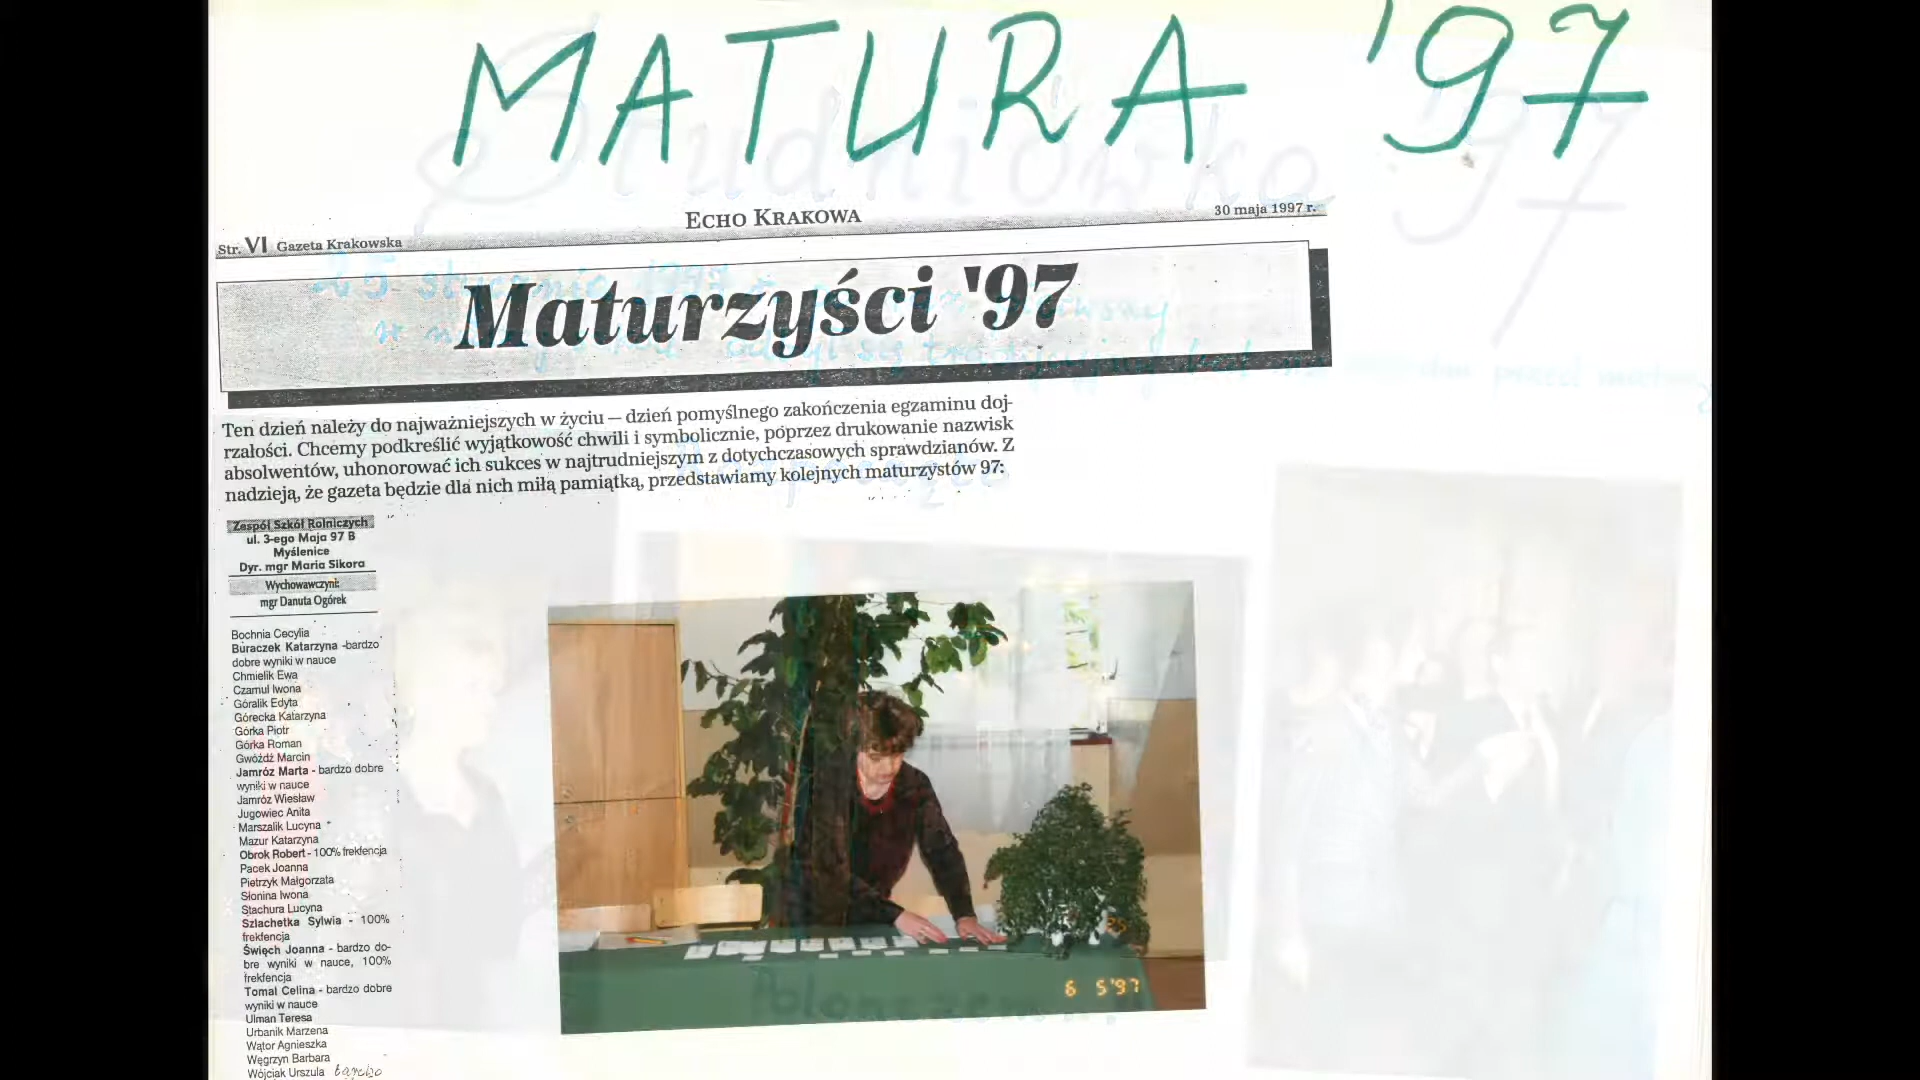 MATURA '97
Studniówka '97
Str. VI Gazeta Krakowska
ECHO KRAKOWA
30 maja 1997 r.
Maturzyści '97
25 stycznia 1997 r.
Ten dzień należy do najważniejszych w życiu — dzień pomyślnego zakończenia egzaminu doj-
rzałości. Chcemy podkreślić wyjątkowość chwili i symbolicznie, poprzez drukowanie nazwisk
absolwentów, uhonorować ich sukces w najtrudniejszym z dotychczasowych sprawdzianów. Z
nadzieją, że gazeta będzie dla nich miłą pamiątką, przedstawiamy kolejnych maturzystów 97:
Zespół Szkół Rolniczych
ul. 3-ego Maja 97 B
Myślenice
Dyr. mgr Maria Sikora
Wychowawczyni:
mgr Danuta Ogórek
Bochnia Cecylia
Buraczek Katarzyna -bardzo
dobre wyniki w nauce
Chmielik Ewa
Czamul Iwona
Góralik Edyta
Górecka Katarzyna
Górka Piotr
Górka Roman
Gwóźdź Marcin
Jamróz Marta - bardzo dobre
wyniki w nauce
Jamróz Wiesław
Jugowiec Anita
Marszalik Lucyna
Mazur Katarzyna
Obrok Robert - 100% frekfencja
Pacek Joanna
Pietrzyk Małgorzata
Słonina Iwona
Stachura Lucyna
Szlachetka Sylwia - 100%
frekfencja
Święch Joanna - bardzo do-
bre wyniki w nauce, 100%
frekfencja
Tomal Celina - bardzo dobre
wyniki w nauce
Ulman Teresa
Urbanik Marzena
Wątor Agnieszka
Węgrzyn Barbara
Wójciak Urszula
6 5'97